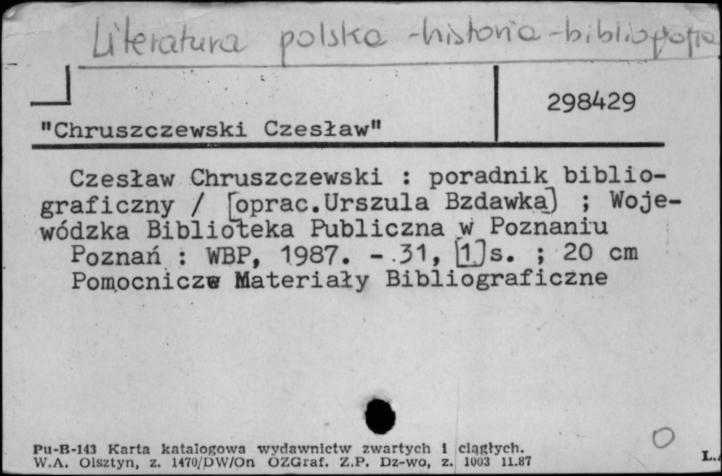 Literatura polska - historia - bibliografia
298429
"Chruszczewski Czesław"
Czesław Chruszczewski : poradnik biblio-
graficzny / [oprac.Urszula Bzdawka] ; Woje-
wódzka Biblioteka Publiczna w Poznaniu
Poznań : WBP, 1987. - 31, [1]s. ; 20 cm
Pomocnicze Materiały Bibliograficzne
Pu-B-143 Karta katalogowa wydawnictw zwartych i ciągłych.
W.A. Olsztyn, z. 1470/DW/On OZGraf. Z.P. Dz-wo, z. 1003 11.87
L.